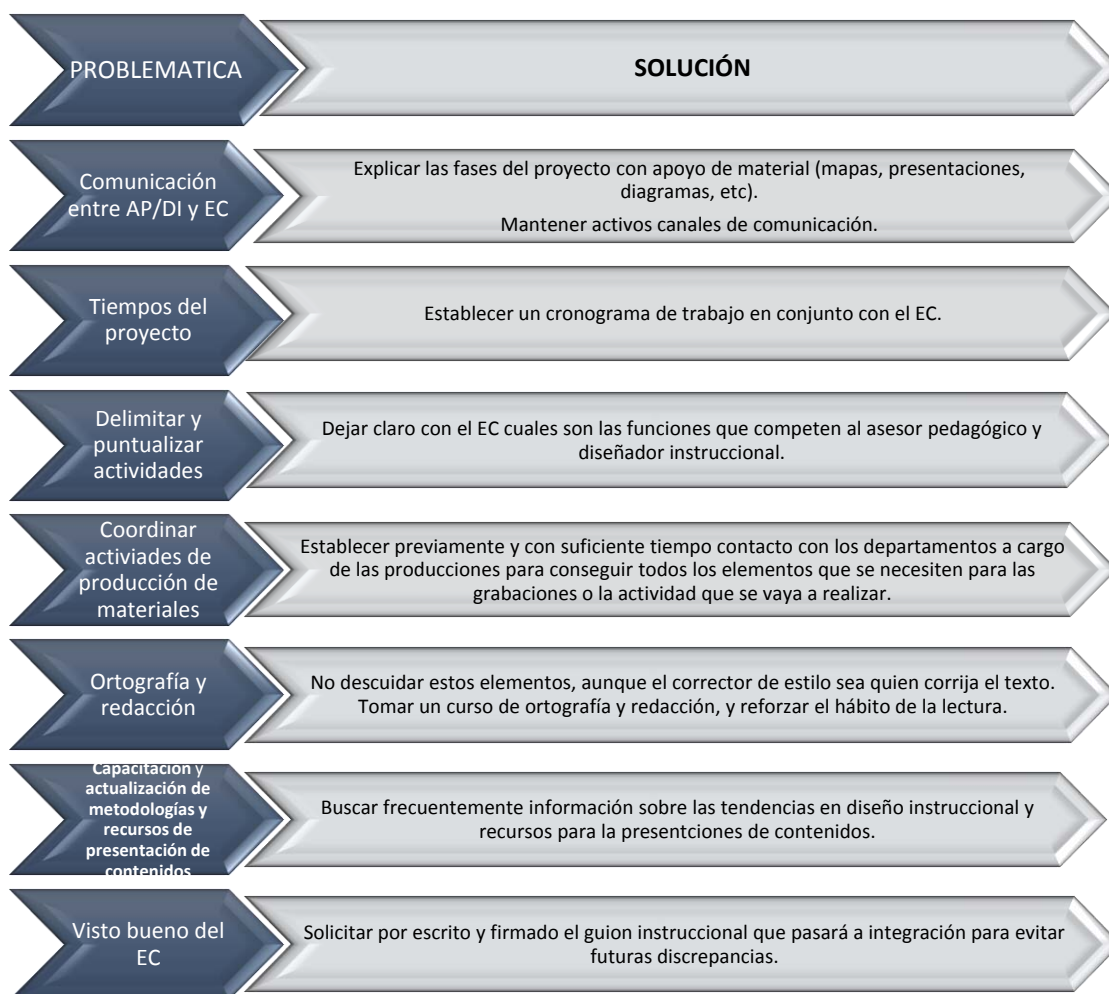 PROBLEMATICA
SOLUCIÓN
Comunicación
entre AP/DI y EC
Explicar las fases del proyecto con apoyo de material (mapas, presentaciones,
diagramas, etc).
Mantener activos canales de comunicación.
Tiempos del
proyecto
Establecer un cronograma de trabajo en conjunto con el EC.
Delimitar y
puntualizar
actividades
Dejar claro con el EC cuales son las funciones que competen al asesor pedagógico y
diseñador instruccional.
Coordinar
activiades de
producción de
materiales
Establecer previamente y con suficiente tiempo contacto con los departamentos a cargo
de las producciones para conseguir todos los elementos que se necesiten para las
grabaciones o la actividad que se vaya a realizar.
Ortografía y
redacción
No descuidar estos elementos, aunque el corrector de estilo sea quien corrija el texto.
Tomar un curso de ortografía y redacción, y reforzar el hábito de la lectura.
Capacitación y
actualización de
metodologías y
recursos de
presentación de
contenidos
Buscar frecuentemente información sobre las tendencias en diseño instruccional y
recursos para la presentciones de contenidos.
Visto bueno del
EC
Solicitar por escrito y firmado el guion instruccional que pasará a integración para evitar
futuras discrepancias.